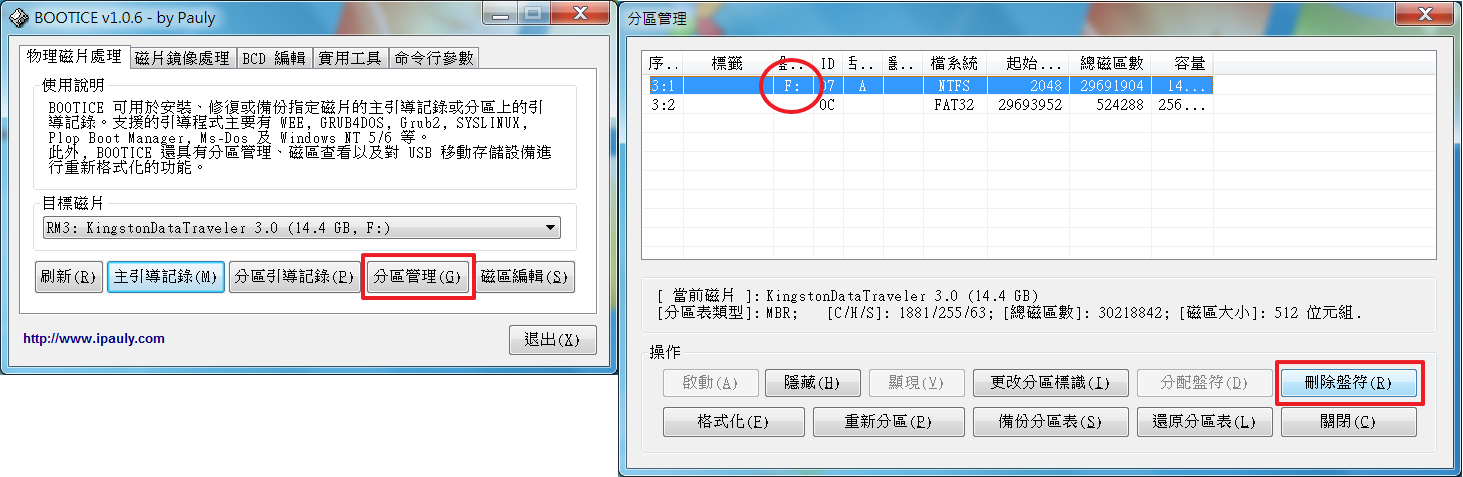 BOOTICE v1.0.6 - by Pauly
物理磁片處理 磁片鏡像處理 BCD 編輯 實用工具 命令行參數
使用說明
BOOTICE 可用於安裝、修復或備份指定磁片的主引導記錄或分區上的引
導記錄。支援的引導程式主要有 WEE, GRUB4DOS, Grub2, SYSLINUX,
Plop Boot Manager, Ms-Dos 及 Windows NT 5/6 等。
此外, BOOTICE 還具有分區管理、磁區查看以及對 USB 移動存儲設備進
行重新格式化的功能。
目標磁片
RM3: KingstonDataTraveler 3.0 (14.4 GB, F:)
刷新(R) 主引導記錄(M) 分區引導記錄(P) 分區管理(G) 磁區編輯(S)
http://www.ipauly.com
退出(X)
分區管理
序.. 標籤 ID 檔系統 起始... 總磁區數 容量
3:1 F: 07 A NTFS 2048 29691904 14...
3:2 0C FAT32 29693952 524288 256...
[ 當前磁片 ]: KingstonDataTraveler 3.0 (14.4 GB)
[分區表類型]: MBR; [C/H/S]: 1881/255/63; [總磁區數]: 30218842; [磁區大小]: 512 位元組.
操作
啟動(A) 隱藏(H) 顯現(V) 更改分區標識(I) 分配盤符(D) 刪除盤符(R)
格式化(F) 重新分區(P) 備份分區表(S) 還原分區表(L) 關閉(C)